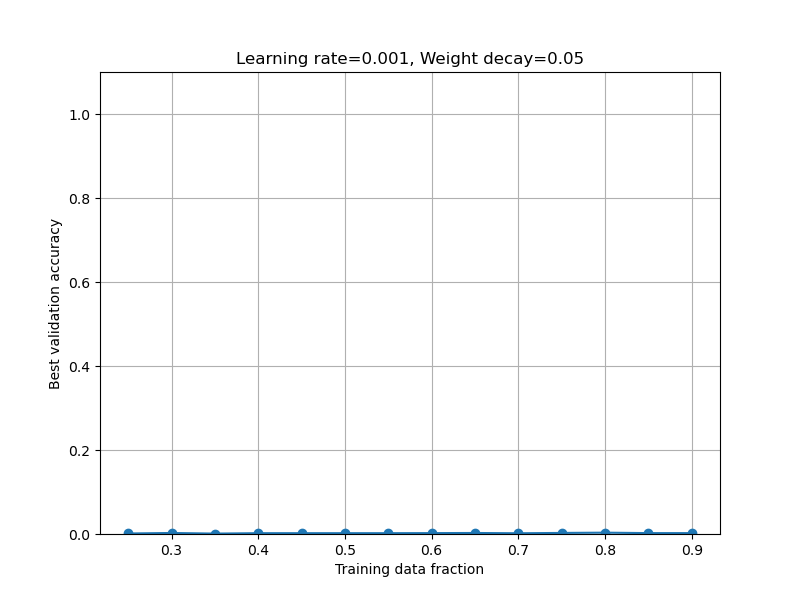 Learning rate=0.001, Weight decay=0.05
1.0
0.8
0.6
0.4
0.2
0.0
Best validation accuracy
0.3 0.4 0.5 0.6 0.7 0.8 0.9
Training data fraction